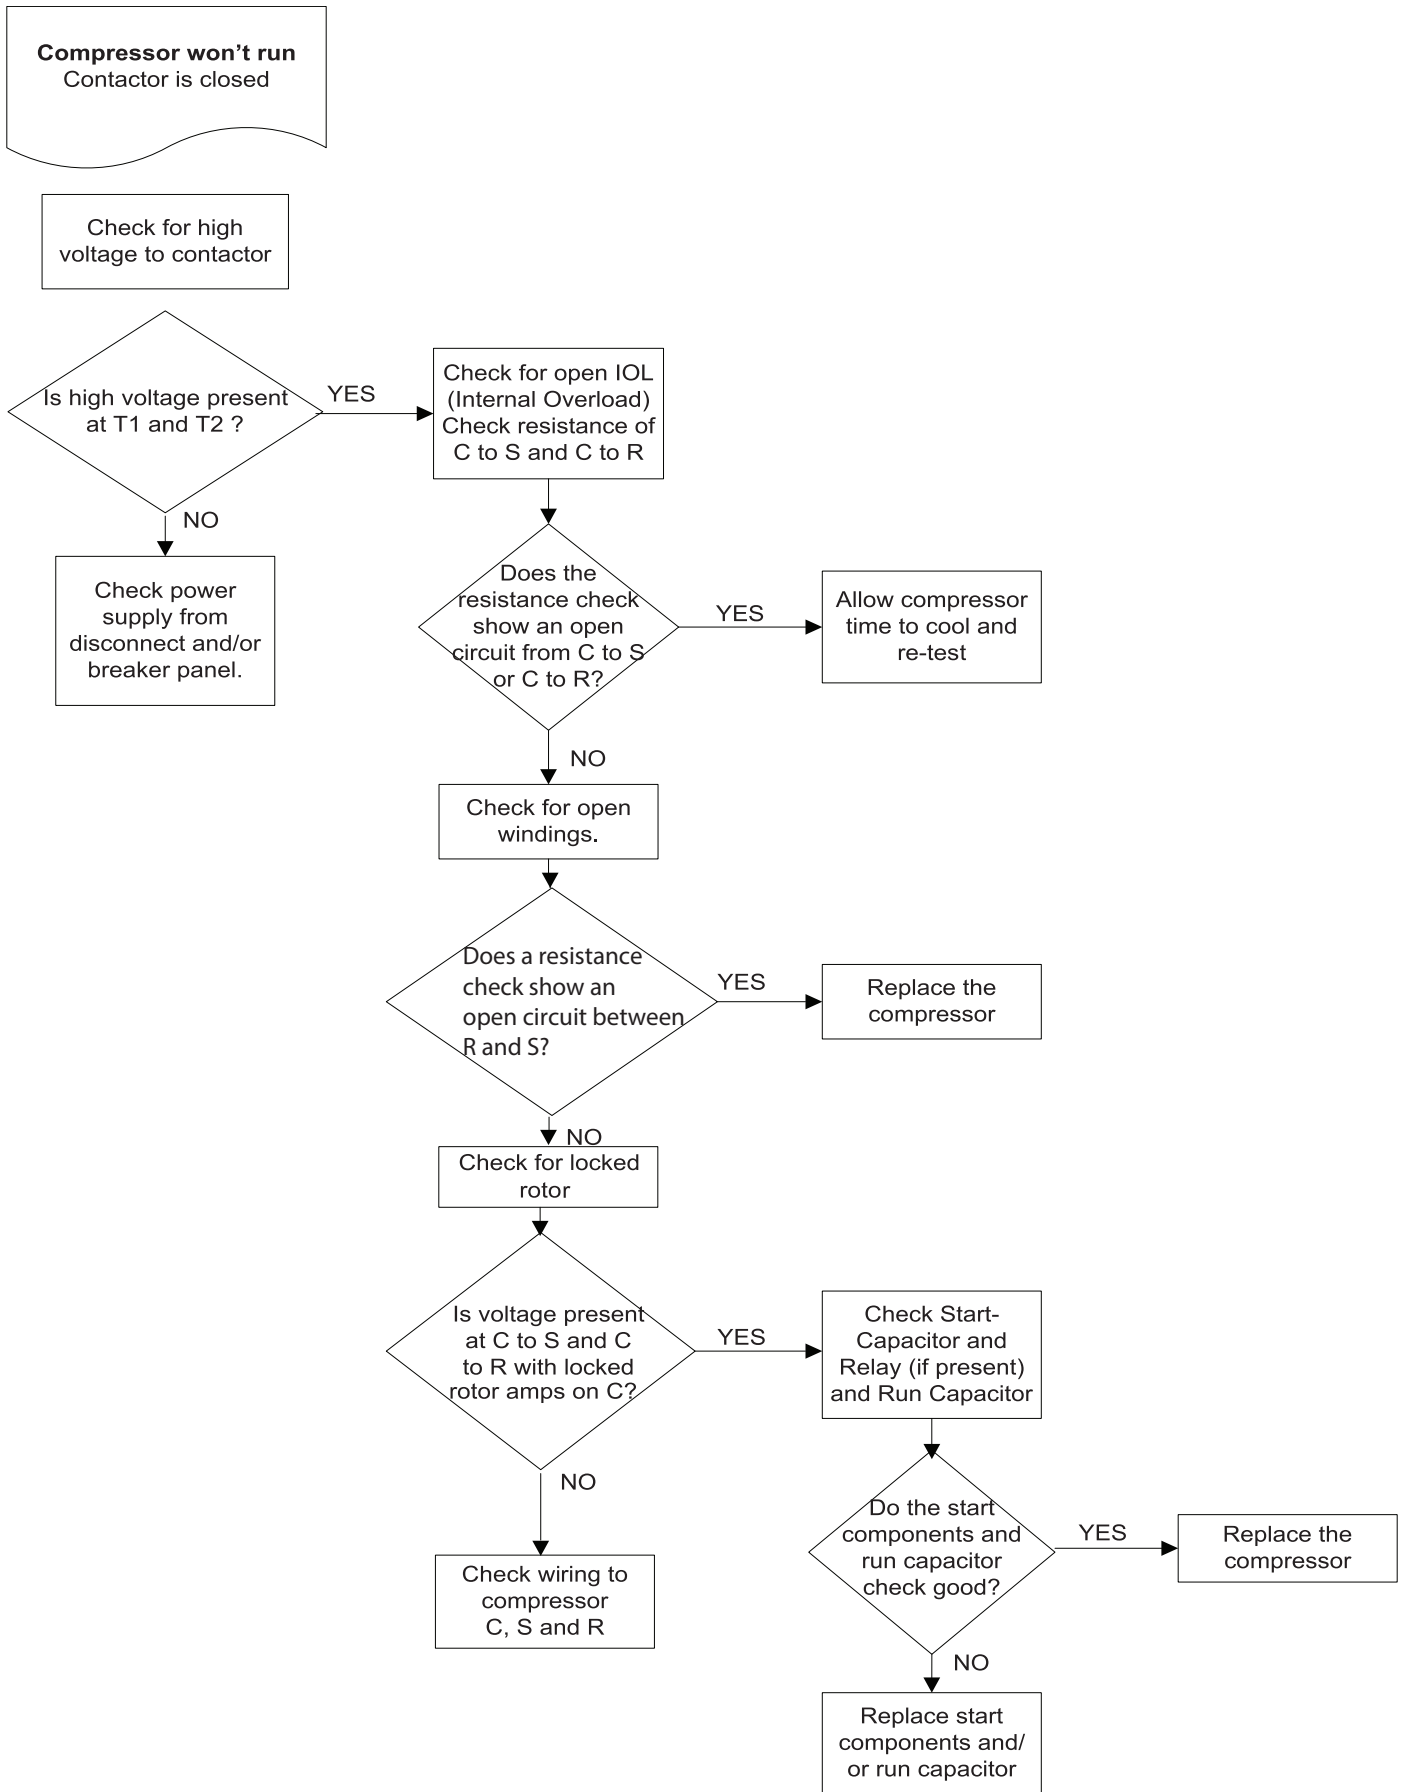 Compressor won’t run
Contactor is closed
Check for high
voltage to contactor
Is high voltage present
at T1 and T2 ?
YES
NO
Check power
supply from
disconnect and/or
breaker panel.
Check for open IOL
(Internal Overload)
Check resistance of
C to S and C to R
Does the
resistance check
show an open
circuit from C to S
or C to R?
YES
Allow compressor
time to cool and
re-test
NO
Check for open
windings.
Does a resistance
check show an
open circuit between
R and S?
YES
Replace the
compressor
NO
Check for locked
rotor
Is voltage present
at C to S and C
to R with locked
rotor amps on C?
YES
NO
Check wiring to
compressor
C, S and R
Check Start-
Capacitor and
Relay (if present)
and Run Capacitor
Do the start
components and
run capacitor
check good?
YES
Replace the
compressor
NO
Replace start
components and/
or run capacitor